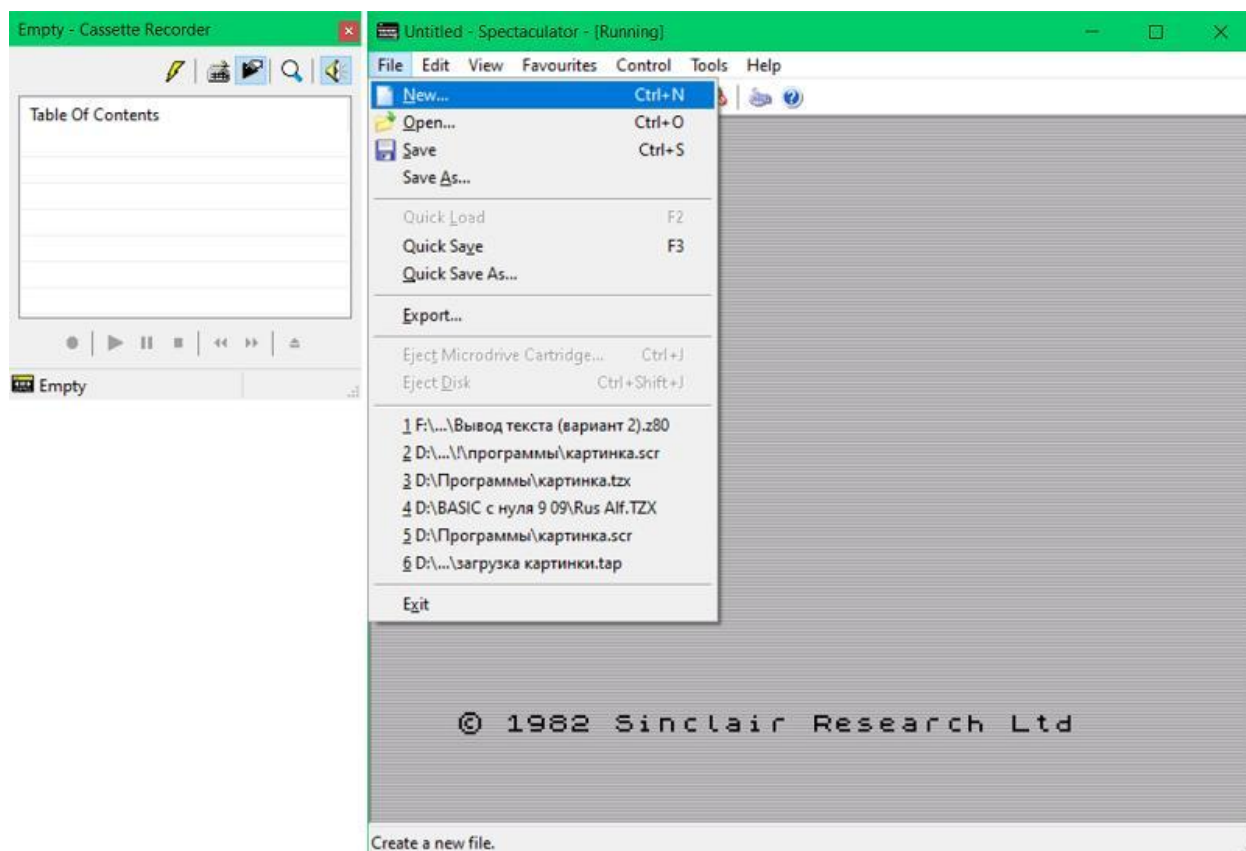 Empty - Cassette Recorder
Table Of Contents
Empty
Untitled - Spectaculator - [Running]
File Edit View Favourites Control Tools Help
New... Ctrl+N
Open... Ctrl+O
Save Ctrl+S
Save As...
Quick Load F2
Quick Save F3
Quick Save As...
Export...
Eject Microdrive Cartridge... Ctrl+J
Eject Disk Ctrl+Shift+J
1 F:\...\Вывод текста (вариант 2).z80
2 D:\...\!\программы\картинка.scr
3 D:\Программы\картинка.tzx
4 D:\BASIC с нуля 9 09\Rus Alf.TZX
5 D:\Программы\картинка.scr
6 D:\...\загрузка картинки.tap
Exit
© 1982 Sinclair Research Ltd
Create a new file.